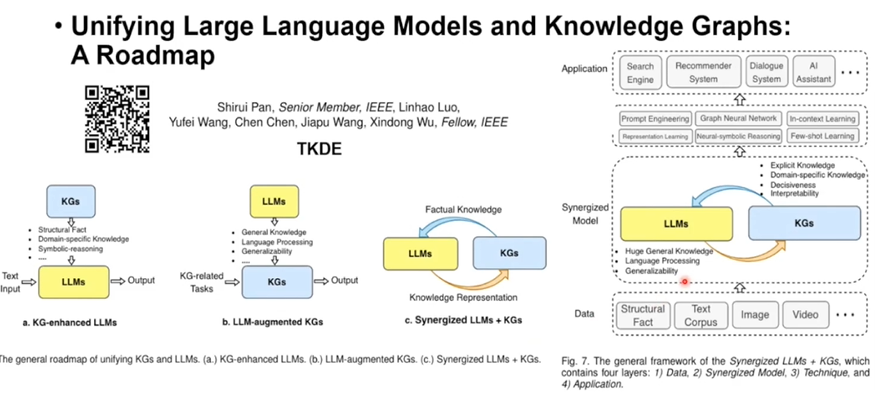 • Unifying Large Language Models and Knowledge Graphs:
A Roadmap
Shirui Pan, Senior Member, IEEE, Linhao Luo,
Yufei Wang, Chen Chen, Jiapu Wang, Xindong Wu, Fellow, IEEE
TKDE
KGs
• Structural Fact
• Domain-specific Knowledge
• Symbolic-reasoning
• ....
Text
Input
LLMs
Output
a. KG-enhanced LLMs
LLMs
• General Knowledge
• Language Processing
• Generalizability
• ....
KG-related
Tasks
KGs
Output
b. LLM-augmented KGs
Factual Knowledge
LLMs
KGs
Knowledge Representation
c. Synergized LLMs + KGs
The general roadmap of unifying KGs and LLMs. (a.) KG-enhanced LLMs. (b.) LLM-augmented KGs. (c.) Synergized LLMs + KGs.
Application
Search
Engine
Recommender
System
Dialogue
System
AI
Assistant
• • •
Prompt Engineering
Graph Neural Network
In-context Learning
Representation Learning
Neural-symbolic Reasoning
Few-shot Learning
Synergized
Model
• Explicit Knowledge
• Domain-specific Knowledge
• Decisiveness
• Interpretability
LLMs
KGs
• Huge General Knowledge
• Language Processing
• Generalizability
Data
Structural
Fact
Text
Corpus
Image
Video
• • •
Fig. 7. The general framework of the Synergized LLMs + KGs, which
contains four layers: 1) Data, 2) Synergized Model, 3) Technique, and
4) Application.